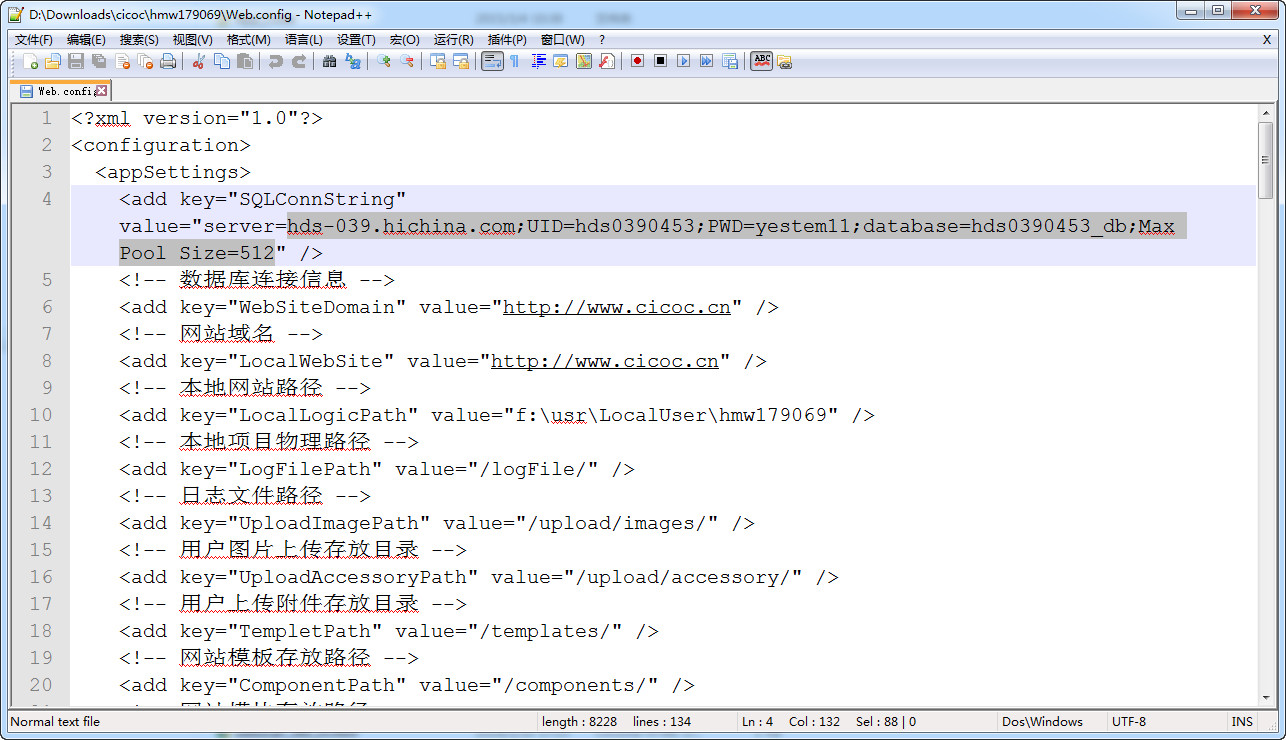 D:\Downloads\cicoc\hmw179069\Web.config - Notepad++
文件(F) 编辑(E) 搜索(S) 视图(V) 格式(M) 语言(L) 设置(T) 宏(O) 运行(R) 插件(P) 窗口(W) ? X
ABC
Web.config
1 <?xml version="1.0"?>
2 <configuration>
3 <appSettings>
4 <add key="SQLConnString"
value="server=hds-039.hichina.com;UID=hds0390453;PWD=yestem11;database=hds0390453_db;Max
Pool Size=512" />
5 <!-- 数据库连接信息 -->
6 <add key="WebSiteDomain" value="http://www.cicoc.cn" />
7 <!-- 网站域名 -->
8 <add key="LocalWebSite" value="http://www.cicoc.cn" />
9 <!-- 本地网站路径 -->
10 <add key="LocalLogicPath" value="f:\usr\LocalUser\hmw179069" />
11 <!-- 本地项目物理路径 -->
12 <add key="LogFilePath" value="/logFile/" />
13 <!-- 日志文件路径 -->
14 <add key="UploadImagePath" value="/upload/images/" />
15 <!-- 用户图片上传存放目录 -->
16 <add key="UploadAccessoryPath" value="/upload/accessory/" />
17 <!-- 用户上传附件存放目录 -->
18 <add key="TempletPath" value="/templates/" />
19 <!-- 网站模板存放路径 -->
20 <add key="ComponentPath" value="/components/" />
Normal text file length : 8228 lines : 134 Ln : 4 Col : 132 Sel : 88 | 0 Dos\Windows UTF-8 INS